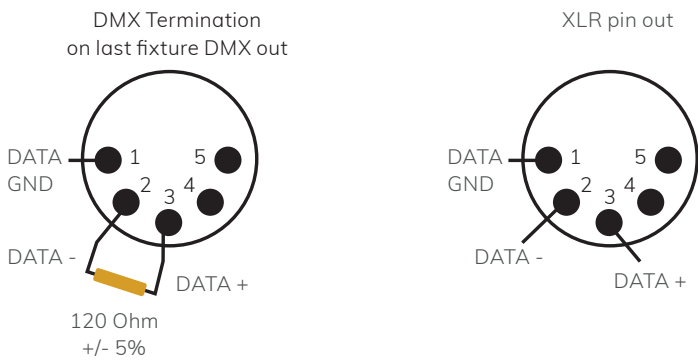 DMX Termination
on last fixture DMX out
DATA
GND
1
2
3
4
5
DATA -
DATA +
120 Ohm
+/- 5%
XLR pin out
DATA
GND
1
2
3
4
5
DATA -
DATA +